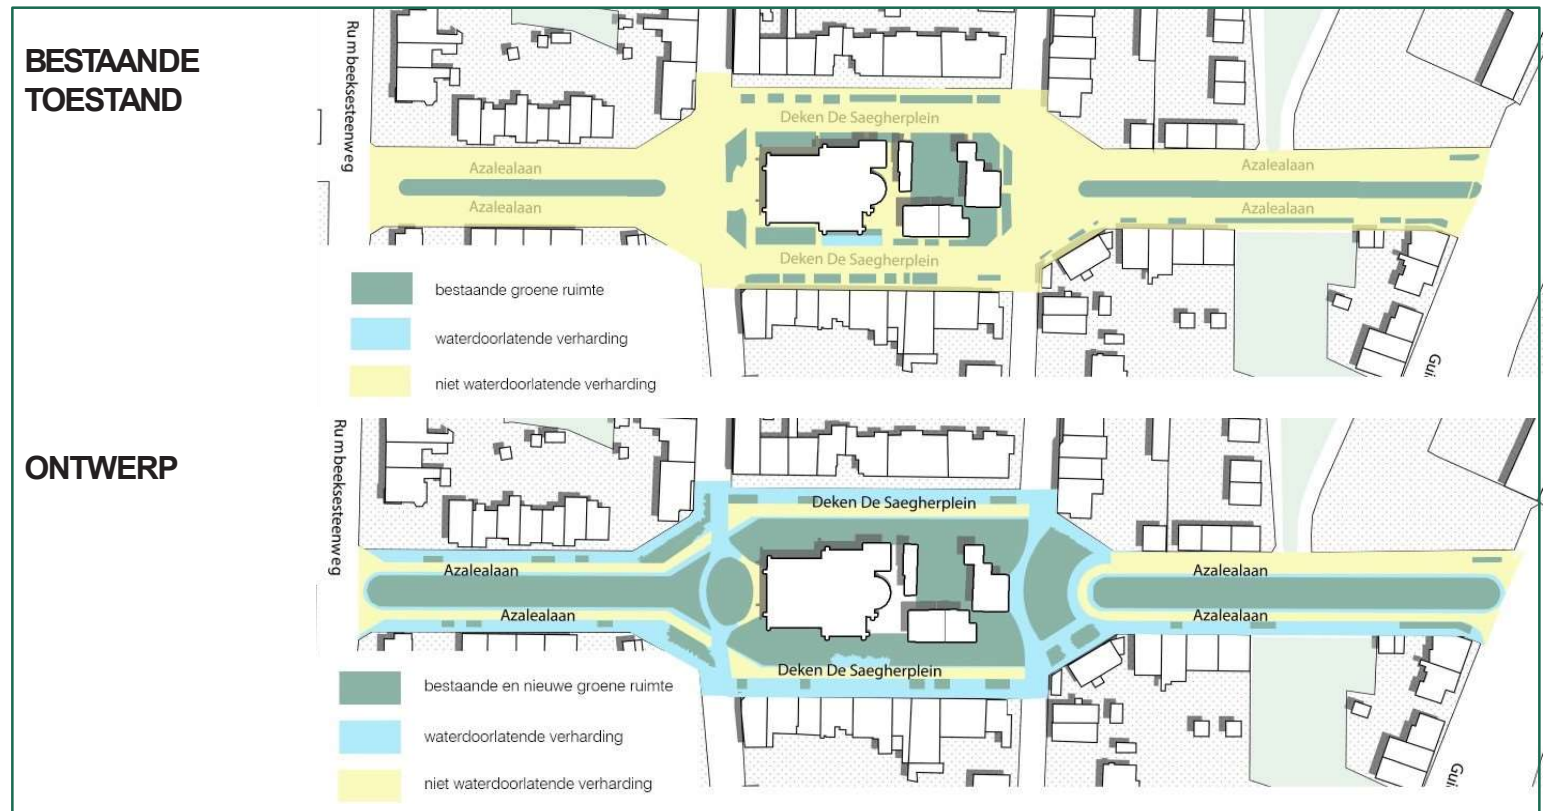 BESTAANDE
TOESTAND
Rumbeeksesteenweg
Deken De Saegherplein
Azalealaan
Azalealaan
Azalealaan
Azalealaan
Deken De Saegherplein
bestaande groene ruimte
waterdoorlatende verharding
niet waterdoorlatende verharding
Gui
ONTWERP
Rumbeeksesteenweg
Deken De Saegherplein
Azalealaan
Azalealaan
Azalealaan
Azalealaan
Deken De Saegherplein
bestaande en nieuwe groene ruimte
waterdoorlatende verharding
niet waterdoorlatende verharding
Gui